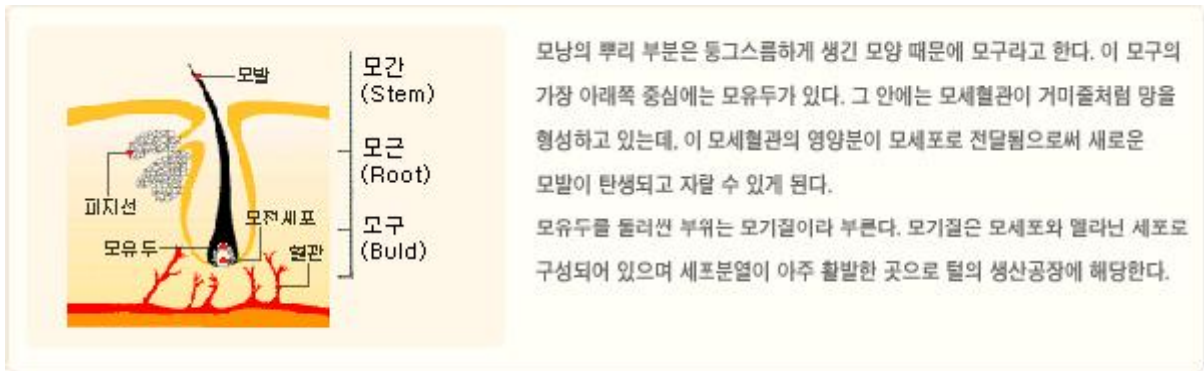 모발
피지선
모유두
모전세포
혈관
모간
(Stem)
모근
(Root)
모구
(Buld)
모낭의 뿌리 부분은 둥그스름하게 생긴 모양 때문에 모구라고 한다. 이 모구의
가장 아래쪽 중심에는 모유두가 있다. 그 안에는 모세혈관이 거미줄처럼 망을
형성하고 있는데, 이 모세혈관의 영양분이 모세포로 전달됨으로써 새로운
모발이 탄생되고 자랄 수 있게 된다.
모유두를 둘러싼 부위는 모기질이라 부른다. 모기질은 모세포와 멜라닌 세포로
구성되어 있으며 세포분열이 아주 활발한 곳으로 털의 생산공장에 해당한다.